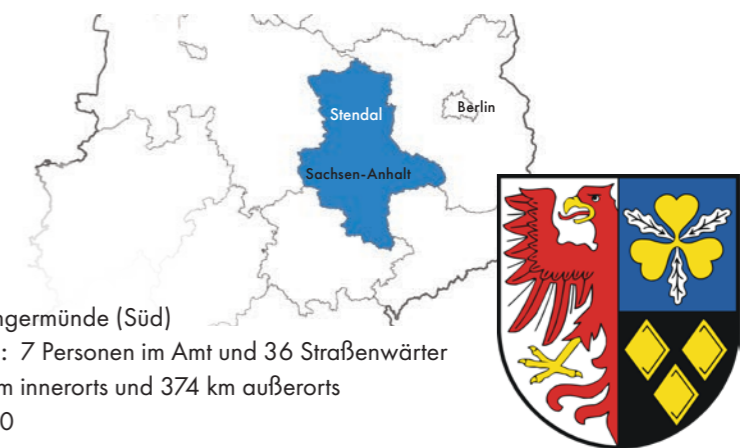 Berlin
Stendal
Sachsen-Anhalt
ngermünde (Süd)
: 7 Personen im Amt und 36 Straßenwärter
m innerorts und 374 km außerorts
0